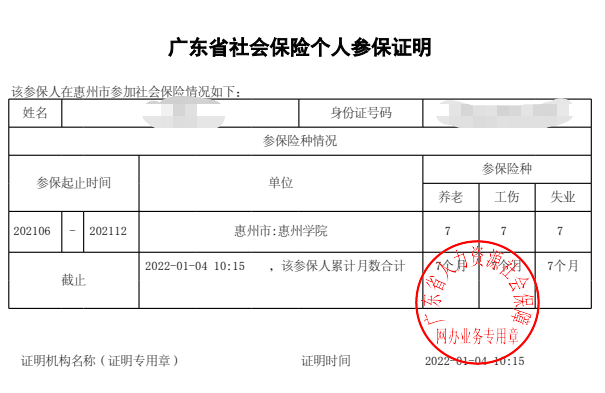 广东省社会保险个人参保证明
该参保人在惠州市参加社会保险情况如下：
姓名 身份证号码
参保险种情况
参保起止时间 单位 参保险种
养老 工伤 失业
202106 - 202112 惠州市:惠州学院 7 7 7
截止 2022-01-04 10:15 ，该参保人累计月数合计 7个月 7个月 7个月
广东省人力资源社会保障
网办业务专用章
证明机构名称（证明专用章） 证明时间 2022-01-04 10:15